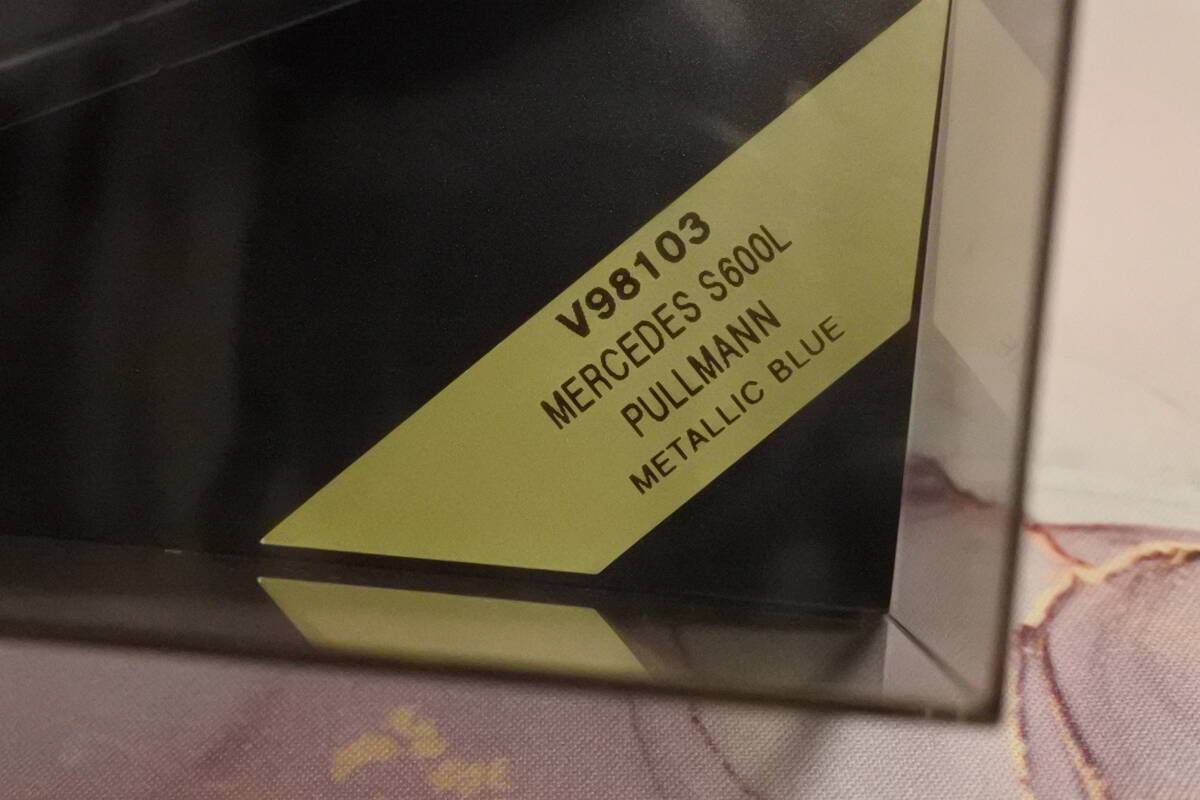 V98103
MERCEDES S600L
PULLMANN
METALLIC BLUE